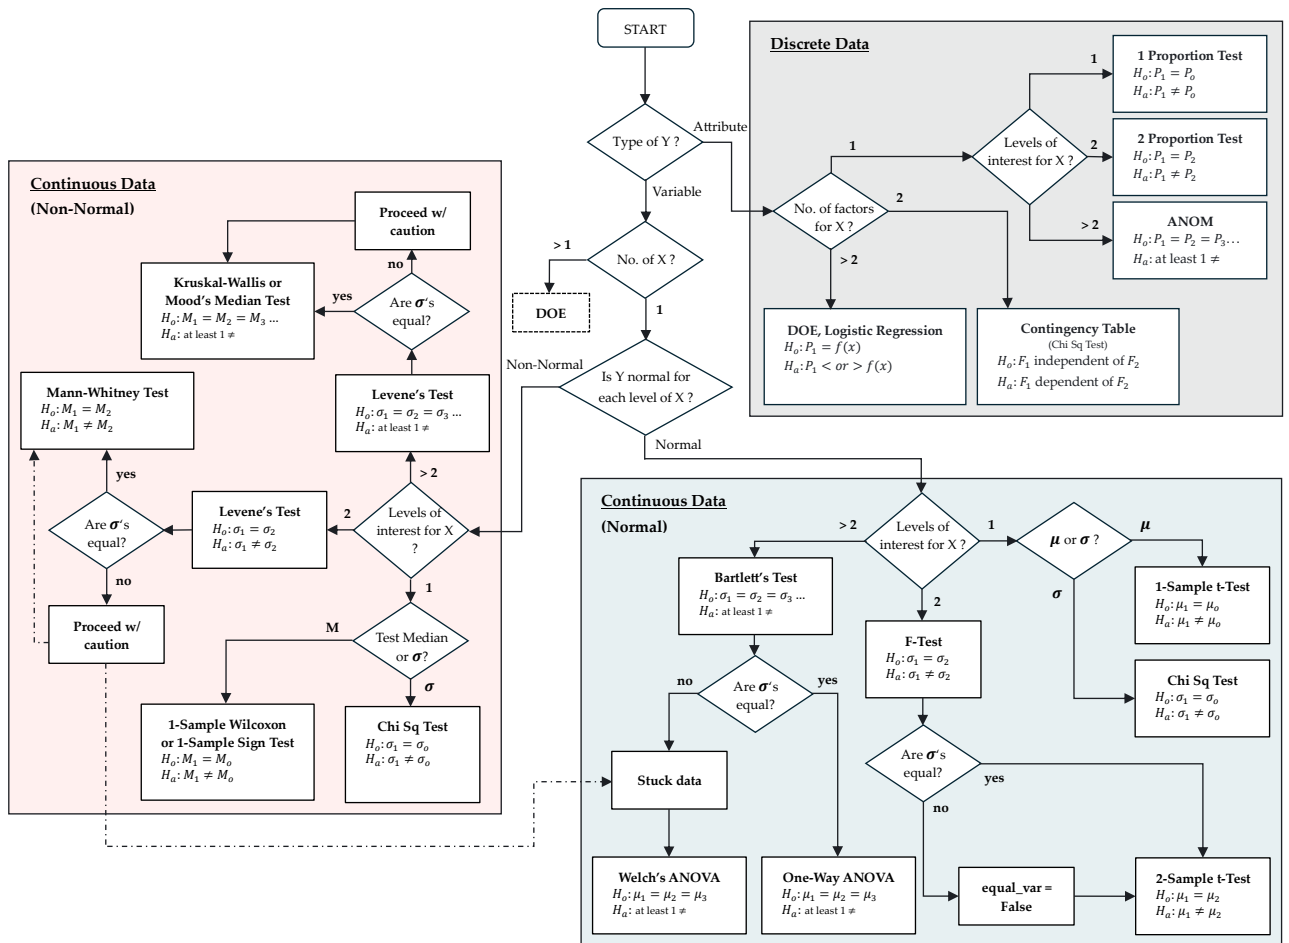 START
Type of Y ?
Attribute
Variable
No. of X ?
> 1
DOE
1
Is Y normal for
each level of X ?
Non-Normal
Normal
Discrete Data
No. of factors
for X ?
1
2
> 2
Levels of
interest for X ?
1
2
> 2
1 Proportion Test
Hₒ: P₁ = Pₒ
Hₐ: P₁ ≠ Pₒ
2 Proportion Test
Hₒ: P₁ = P₂
Hₐ: P₁ ≠ P₂
ANOM
Hₒ: P₁ = P₂ = P₃…
Hₐ: at least 1 ≠
DOE, Logistic Regression
Hₒ: P₁ = f(x)
Hₐ: P₁ < or > f(x)
Contingency Table
(Chi Sq Test)
Hₒ: F₁ independent of F₂
Hₐ: F₁ dependent of F₂
Continuous Data
(Non-Normal)
Proceed w/
caution
no
Kruskal-Wallis or
Mood's Median Test
Hₒ: M₁ = M₂ = M₃ …
Hₐ: at least 1 ≠
yes
Are σ's
equal?
Mann-Whitney Test
Hₒ: M₁ = M₂
Hₐ: M₁ ≠ M₂
Levene's Test
Hₒ: σ₁ = σ₂ = σ₃ …
Hₐ: at least 1 ≠
> 2
yes
Are σ's
equal?
Levene's Test
Hₒ: σ₁ = σ₂
Hₐ: σ₁ ≠ σ₂
2
Levels of
interest for X
?
no
1
Proceed w/
caution
M
Test Median
or σ?
σ
1-Sample Wilcoxon
or 1-Sample Sign Test
Hₒ: M₁ = Mₒ
Hₐ: M₁ ≠ Mₒ
Chi Sq Test
Hₒ: σ₁ = σₒ
Hₐ: σ₁ ≠ σₒ
Continuous Data
(Normal)
> 2
Levels of
interest for X ?
1
μ or σ ?
μ
σ
2
Bartlett's Test
Hₒ: σ₁ = σ₂ = σ₃ …
Hₐ: at least 1 ≠
1-Sample t-Test
Hₒ: μ₁ = μₒ
Hₐ: μ₁ ≠ μₒ
F-Test
Hₒ: σ₁ = σ₂
Hₐ: σ₁ ≠ σ₂
Chi Sq Test
Hₒ: σ₁ = σₒ
Hₐ: σ₁ ≠ σₒ
no
Are σ's
equal?
yes
Stuck data
Are σ's
equal?
yes
no
Welch's ANOVA
Hₒ: μ₁ = μ₂ = μ₃
Hₐ: at least 1 ≠
One-Way ANOVA
Hₒ: μ₁ = μ₂ = μ₃
Hₐ: at least 1 ≠
equal_var =
False
2-Sample t-Test
Hₒ: μ₁ = μ₂
Hₐ: μ₁ ≠ μ₂